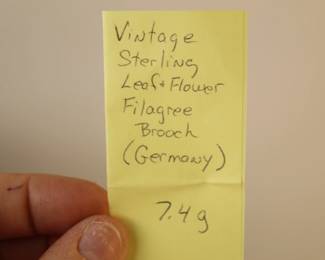 Vintage
Sterling
Leaf + Flower
Filagree
Brooch
(Germany)
7.4 g